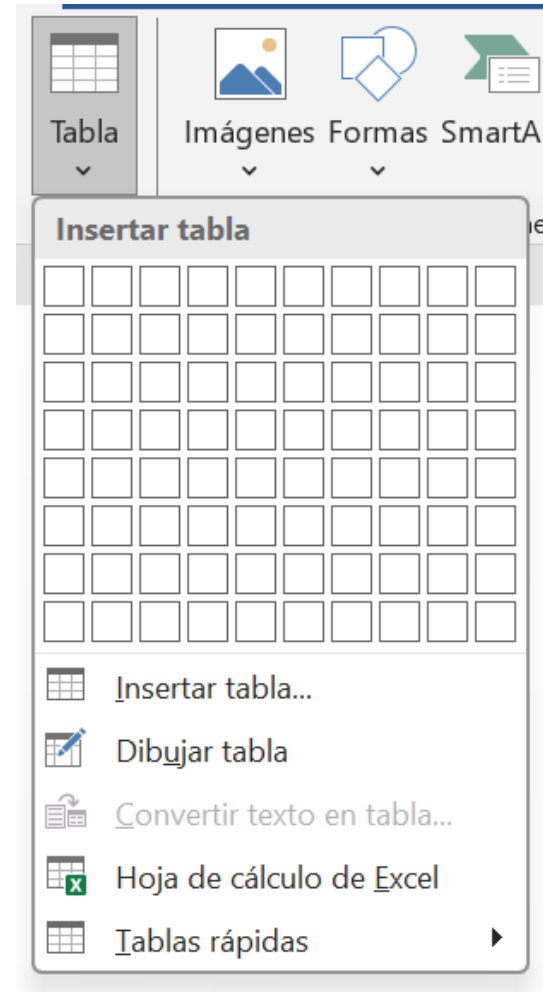 Tabla
Imágenes Formas SmartA
Insertar tabla
Insertar tabla...
Dibujar tabla
Convertir texto en tabla...
Hoja de cálculo de Excel
Tablas rápidas